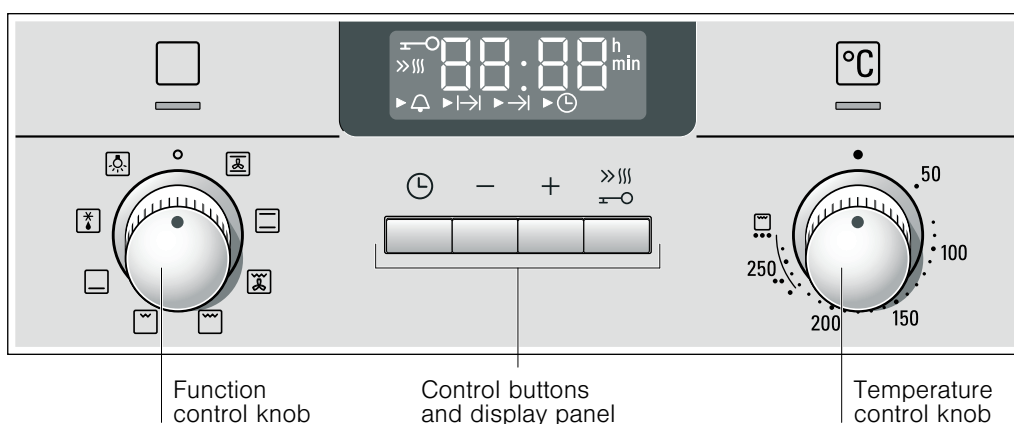 88:88 h
min
°C
50
100
150
200
250
− +
Function
control knob
Control buttons
and display panel
Temperature
control knob